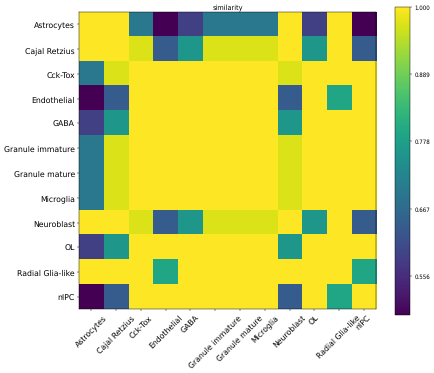 similarity
Astrocytes
Cajal Retzius
Cck-Tox
Endothelial
GABA
Granule immature
Granule mature
Microglia
Neuroblast
OL
Radial Glia-like
nIPC
Astrocytes
Cajal Retzius
Cck-Tox
Endothelial
GABA
Granule immature
Granule mature
Microglia
Neuroblast
OL
Radial Glia-like
nIPC
1.000
0.889
0.778
0.667
0.556